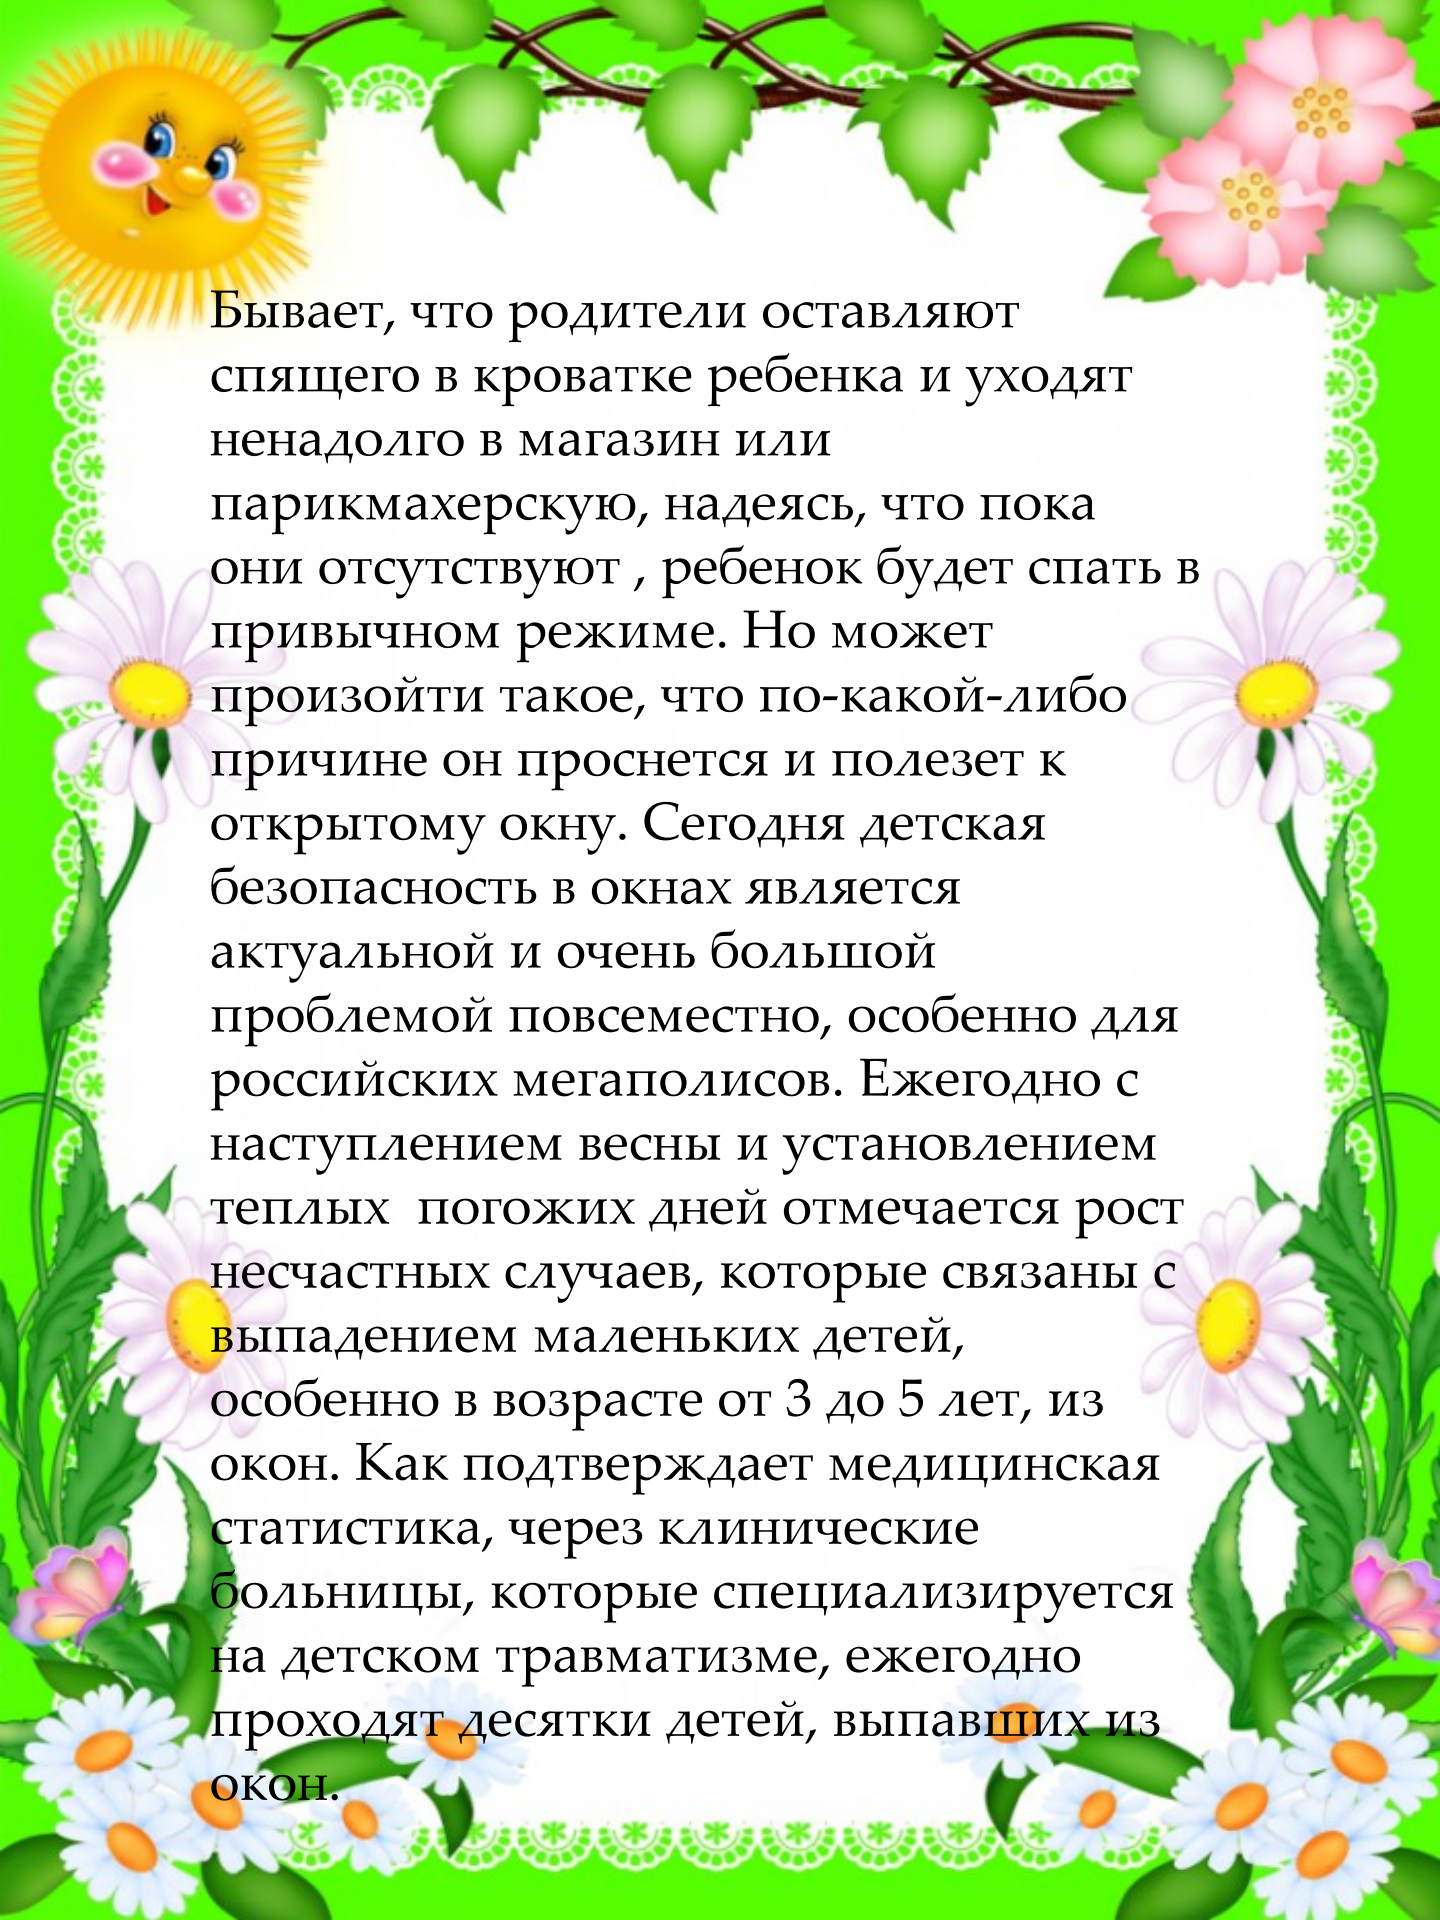 Бывает, что родители оставляют
спящего в кроватке ребенка и уходят
ненадолго в магазин или
парикмахерскую, надеясь, что пока
они отсутствуют , ребенок будет спать в
привычном режиме. Но может
произойти такое, что по-какой-либо
причине он проснется и полезет к
открытому окну. Сегодня детская
безопасность в окнах является
актуальной и очень большой
проблемой повсеместно, особенно для
российских мегаполисов. Ежегодно с
наступлением весны и установлением
теплых  погожих дней отмечается рост
несчастных случаев, которые связаны с
выпадением маленьких детей,
особенно в возрасте от 3 до 5 лет, из
окон. Как подтверждает медицинская
статистика, через клинические
больницы, которые специализируется
на детском травматизме, ежегодно
проходят десятки детей, выпавших из
окон.